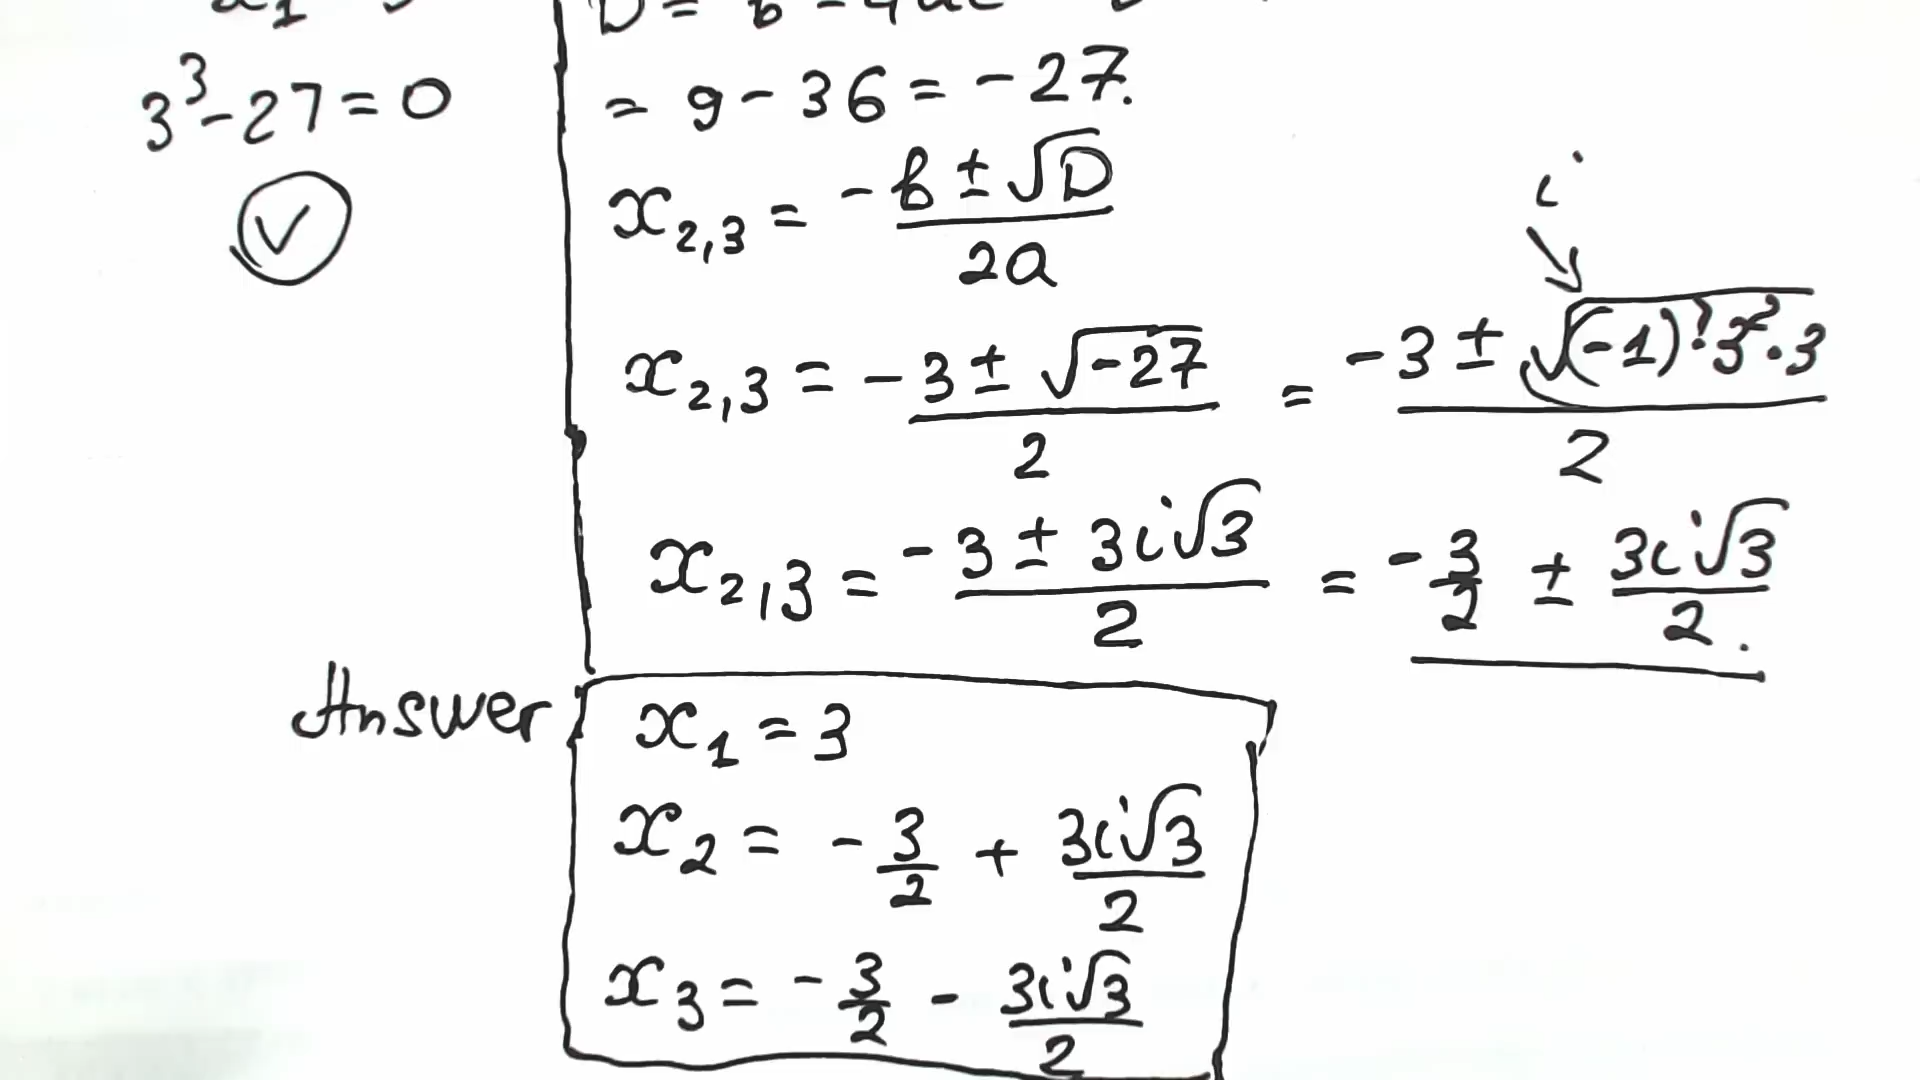 3³-27=0
= 9-36 = -27.
x₂,₃ = (-b ± √D)/2a
i
x₂,₃ = (-3 ± √-27)/2 = (-3 ± √(-1)·3²·3)/2
x₂,₃ = (-3 ± 3i√3)/2 = -3/2 ± 3i√3/2.
Answer
x₁ = 3
x₂ = -3/2 + 3i√3/2
x₃ = -3/2 - 3i√3/2